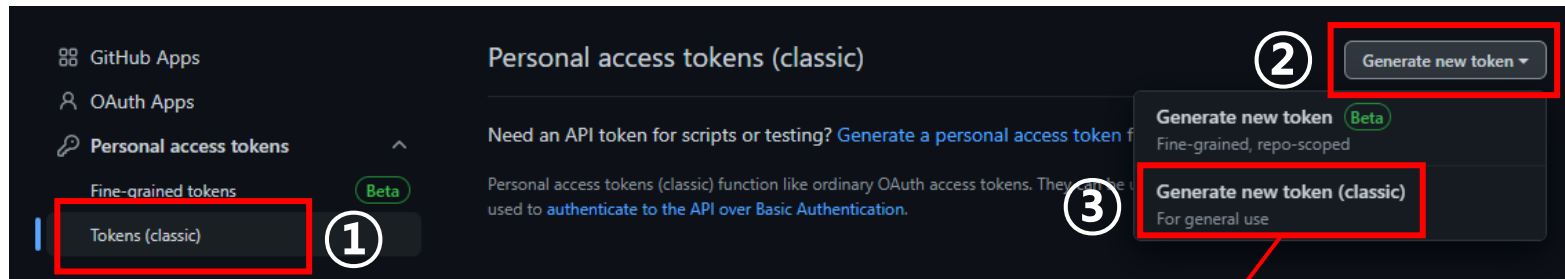 GitHub Apps
OAuth Apps
Personal access tokens
Fine-grained tokens Beta
Tokens (classic)
①
Personal access tokens (classic)
②
Generate new token
Need an API token for scripts or testing? Generate a personal access token
Personal access tokens (classic) function like ordinary OAuth access tokens. They can be
used to authenticate to the API over Basic Authentication.
Generate new token Beta
Fine-grained, repo-scoped
③
Generate new token (classic)
For general use